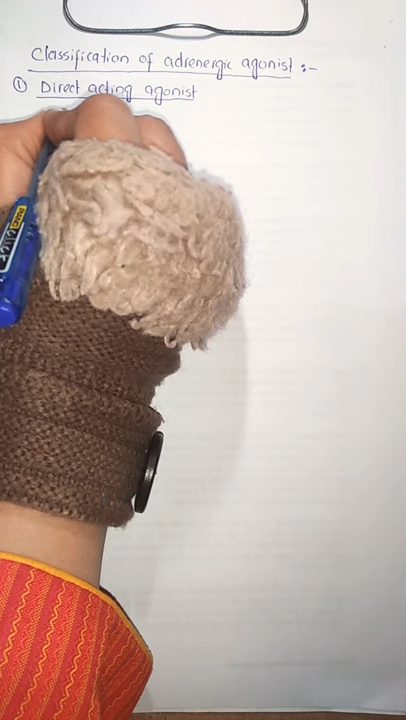 Classification of adrenergic agonist :-
① Direct acting agonist